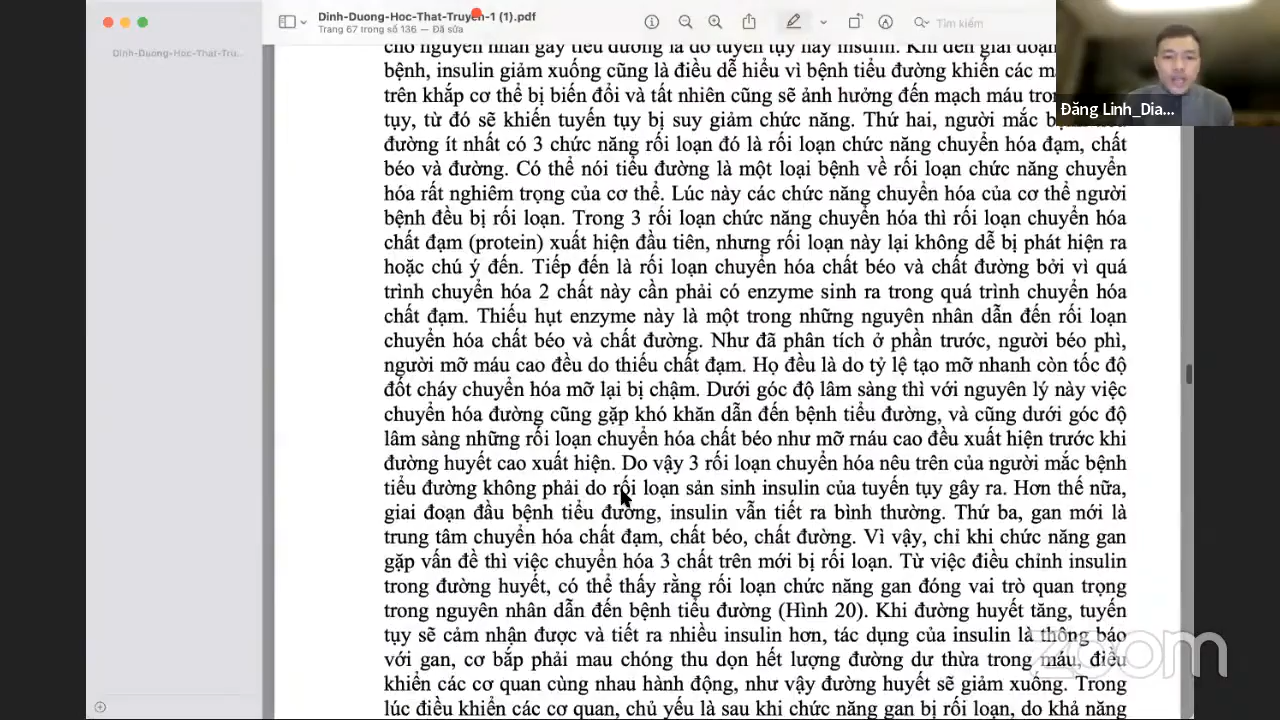 Dinh-Duong-Hoc-That-Truyen-1 (1).pdf
Trang 67 trong số 136 — Đã sửa
Tìm kiếm
Dinh-Duong-Hoc-That-Tru...
Đăng Linh_Dia...
cho nguyên nhân gây tiểu đường là do tuyến tụy hay insulin. Khi đến giai đoạn
bệnh, insulin giảm xuống cũng là điều dễ hiểu vì bệnh tiểu đường khiến các m
trên khắp cơ thể bị biến đổi và tất nhiên cũng sẽ ảnh hưởng đến mạch máu tro
tụy, từ đó sẽ khiến tuyến tụy bị suy giảm chức năng. Thứ hai, người mắc
đường ít nhất có 3 chức năng rối loạn đó là rối loạn chức năng chuyển hóa đạm, chất
béo và đường. Có thể nói tiểu đường là một loại bệnh về rối loạn chức năng chuyển
hóa rất nghiêm trọng của cơ thể. Lúc này các chức năng chuyển hóa của cơ thể người
bệnh đều bị rối loạn. Trong 3 rối loạn chức năng chuyển hóa thì rối loạn chuyển hóa
chất đạm (protein) xuất hiện đầu tiên, nhưng rối loạn này lại không dễ bị phát hiện ra
hoặc chú ý đến. Tiếp đến là rối loạn chuyển hóa chất béo và chất đường bởi vì quá
trình chuyển hóa 2 chất này cần phải có enzyme sinh ra trong quá trình chuyển hóa
chất đạm. Thiếu hụt enzyme này là một trong những nguyên nhân dẫn đến rối loạn
chuyển hóa chất béo và chất đường. Như đã phân tích ở phần trước, người béo phì,
người mỡ máu cao đều do thiếu chất đạm. Họ đều là do tỷ lệ tạo mỡ nhanh còn tốc độ
đốt cháy chuyển hóa mỡ lại bị chậm. Dưới góc độ lâm sàng thì với nguyên lý này việc
chuyển hóa đường cũng gặp khó khăn dẫn đến bệnh tiểu đường, và cũng dưới góc độ
lâm sàng những rối loạn chuyển hóa chất béo như mỡ rnáu cao đều xuất hiện trước khi
đường huyết cao xuất hiện. Do vậy 3 rối loạn chuyển hóa nêu trên của người mắc bệnh
tiểu đường không phải do rối loạn sản sinh insulin của tuyến tụy gây ra. Hơn thế nữa,
giai đoạn đầu bệnh tiểu đường, insulin vẫn tiết ra bình thường. Thứ ba, gan mới là
trung tâm chuyển hóa chất đạm, chất béo, chất đường. Vì vậy, chỉ khi chức năng gan
gặp vấn đề thì việc chuyển hóa 3 chất trên mới bị rối loạn. Từ việc điều chỉnh insulin
trong đường huyết, có thể thấy rằng rối loạn chức năng gan đóng vai trò quan trọng
trong nguyên nhân dẫn đến bệnh tiểu đường (Hình 20). Khi đường huyết tăng, tuyến
tụy sẽ cảm nhận được và tiết ra nhiều insulin hơn, tác dụng của insulin là thông báo
với gan, cơ bắp phải mau chóng thu dọn hết lượng đường dư thừa trong máu, điều
khiển các cơ quan cùng nhau hành động, như vậy đường huyết sẽ giảm xuống. Trong
lúc điều khiển các cơ quan, chủ yếu là sau khi chức năng gan bị rối loạn, do khả năng
zoom